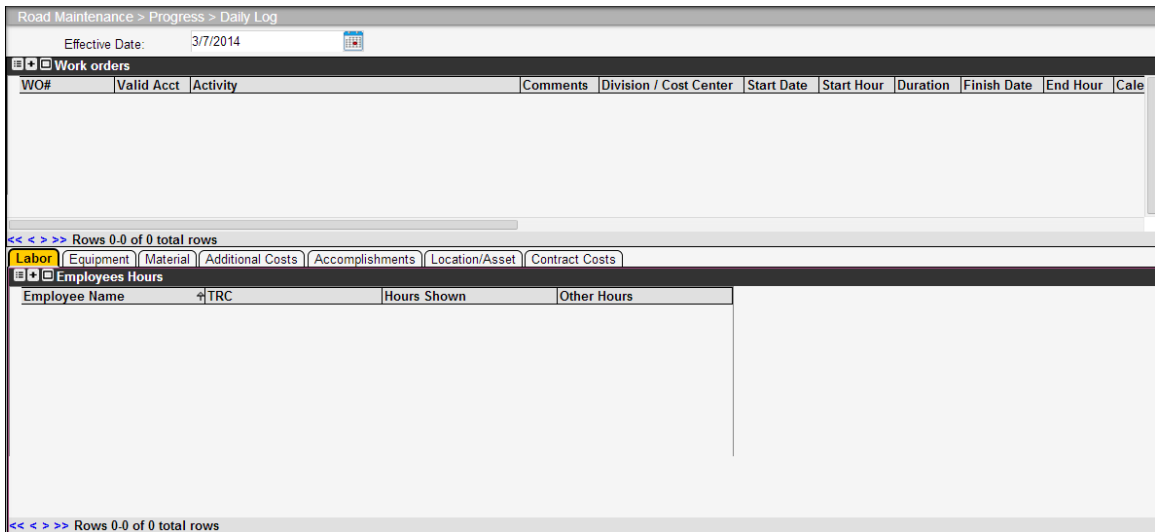 Road Maintenance > Progress > Daily Log
Effective Date: 3/7/2014
Work orders
WO# Valid Acct Activity Comments Division / Cost Center Start Date Start Hour Duration Finish Date End Hour Cale
<< < > >> Rows 0-0 of 0 total rows
Labor Equipment Material Additional Costs Accomplishments Location/Asset Contract Costs
Employees Hours
Employee Name TRC Hours Shown Other Hours
<< < > >> Rows 0-0 of 0 total rows